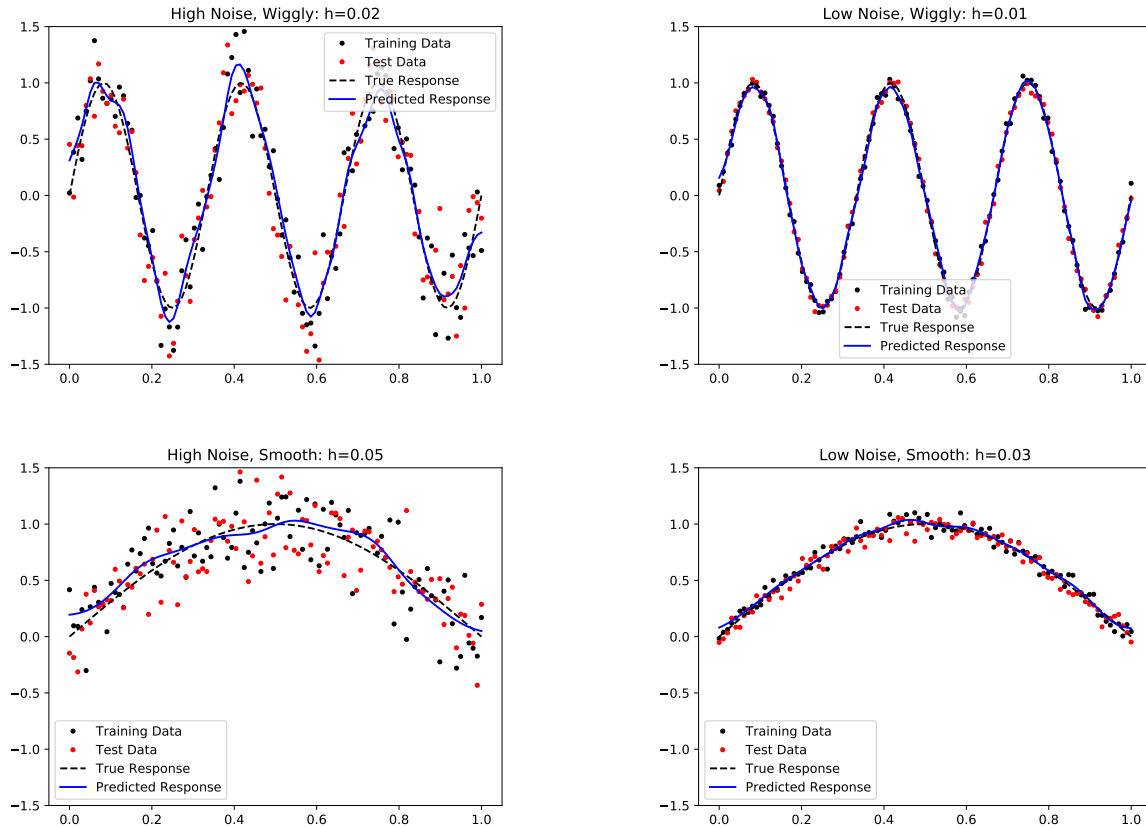 High Noise, Wiggly: h=0.02
1.5
1.0
0.5
0.0
−0.5
−1.0
−1.5
0.0 0.2 0.4 0.6 0.8 1.0
Training Data
Test Data
True Response
Predicted Response
Low Noise, Wiggly: h=0.01
1.5
1.0
0.5
0.0
−0.5
−1.0
−1.5
0.0 0.2 0.4 0.6 0.8 1.0
Training Data
Test Data
True Response
Predicted Response
High Noise, Smooth: h=0.05
1.5
1.0
0.5
0.0
−0.5
−1.0
−1.5
0.0 0.2 0.4 0.6 0.8 1.0
Training Data
Test Data
True Response
Predicted Response
Low Noise, Smooth: h=0.03
1.5
1.0
0.5
0.0
−0.5
−1.0
−1.5
0.0 0.2 0.4 0.6 0.8 1.0
Training Data
Test Data
True Response
Predicted Response